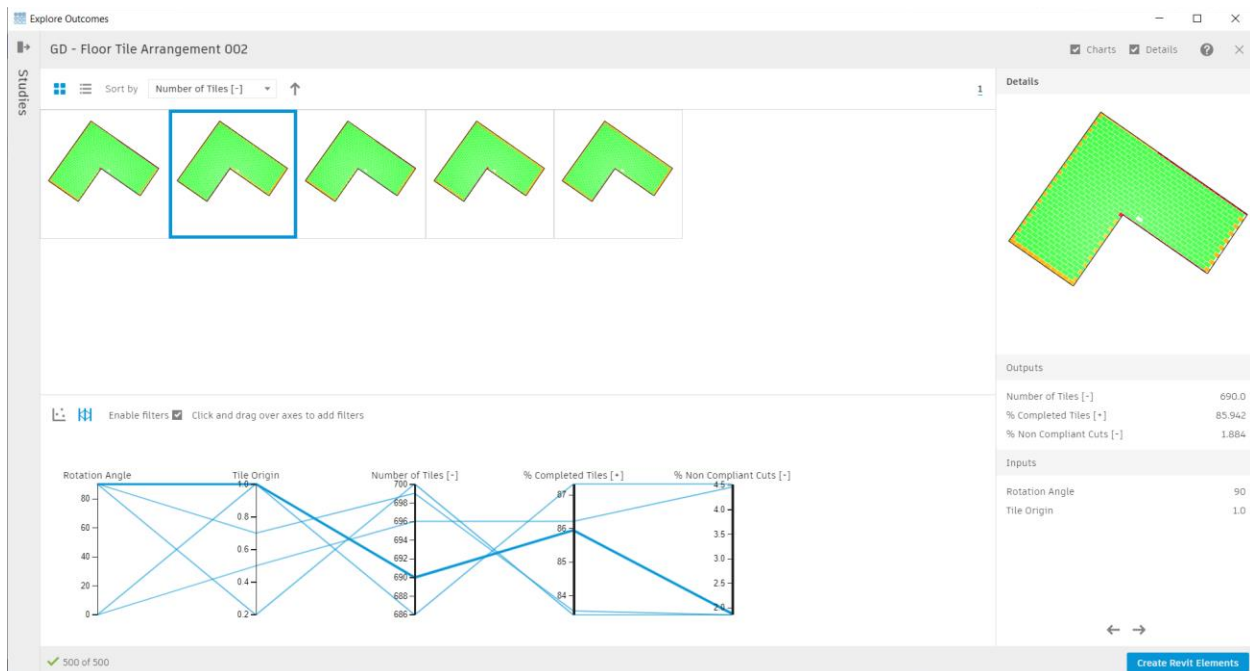 Explore Outcomes
GD - Floor Tile Arrangement 002
Charts Details
Studies
Sort by Number of Tiles [-]
1
Details
Outputs
Number of Tiles [-] 690.0
% Completed Tiles [+] 85.942
% Non Compliant Cuts [-] 1.884
Inputs
Rotation Angle 90
Tile Origin 1.0
Enable filters Click and drag over axes to add filters
Rotation Angle Tile Origin Number of Tiles [-] % Completed Tiles [+] % Non Compliant Cuts [-]
80
60
40
20
0
1.0
0.8
0.6
0.4
0.2
700
698
696
694
692
690
688
686
87
86
85
84
4.5
4.0
3.5
3.0
2.5
2.0
500 of 500
Create Revit Elements